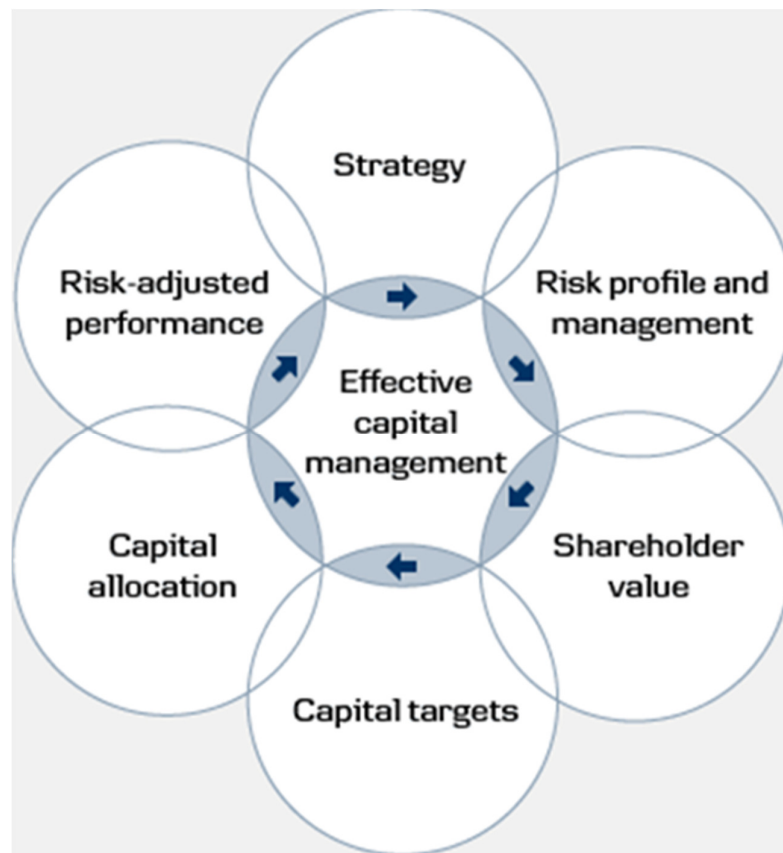 Strategy
Risk-adjusted
performance
Risk profile and
management
Effective
capital
management
Capital
allocation
Shareholder
value
Capital targets